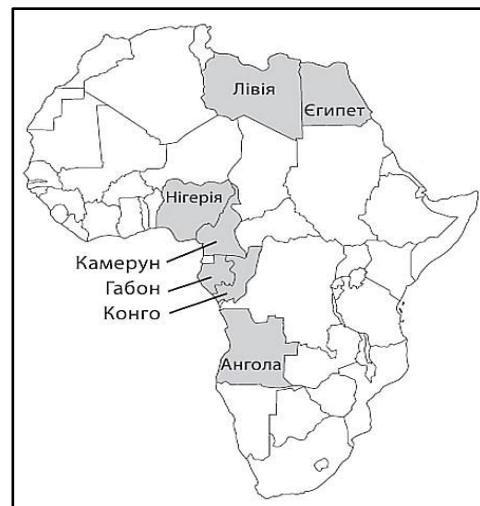 Лівія
Єгипет
Нігерія
Камерун
Габон
Конго
Ангола